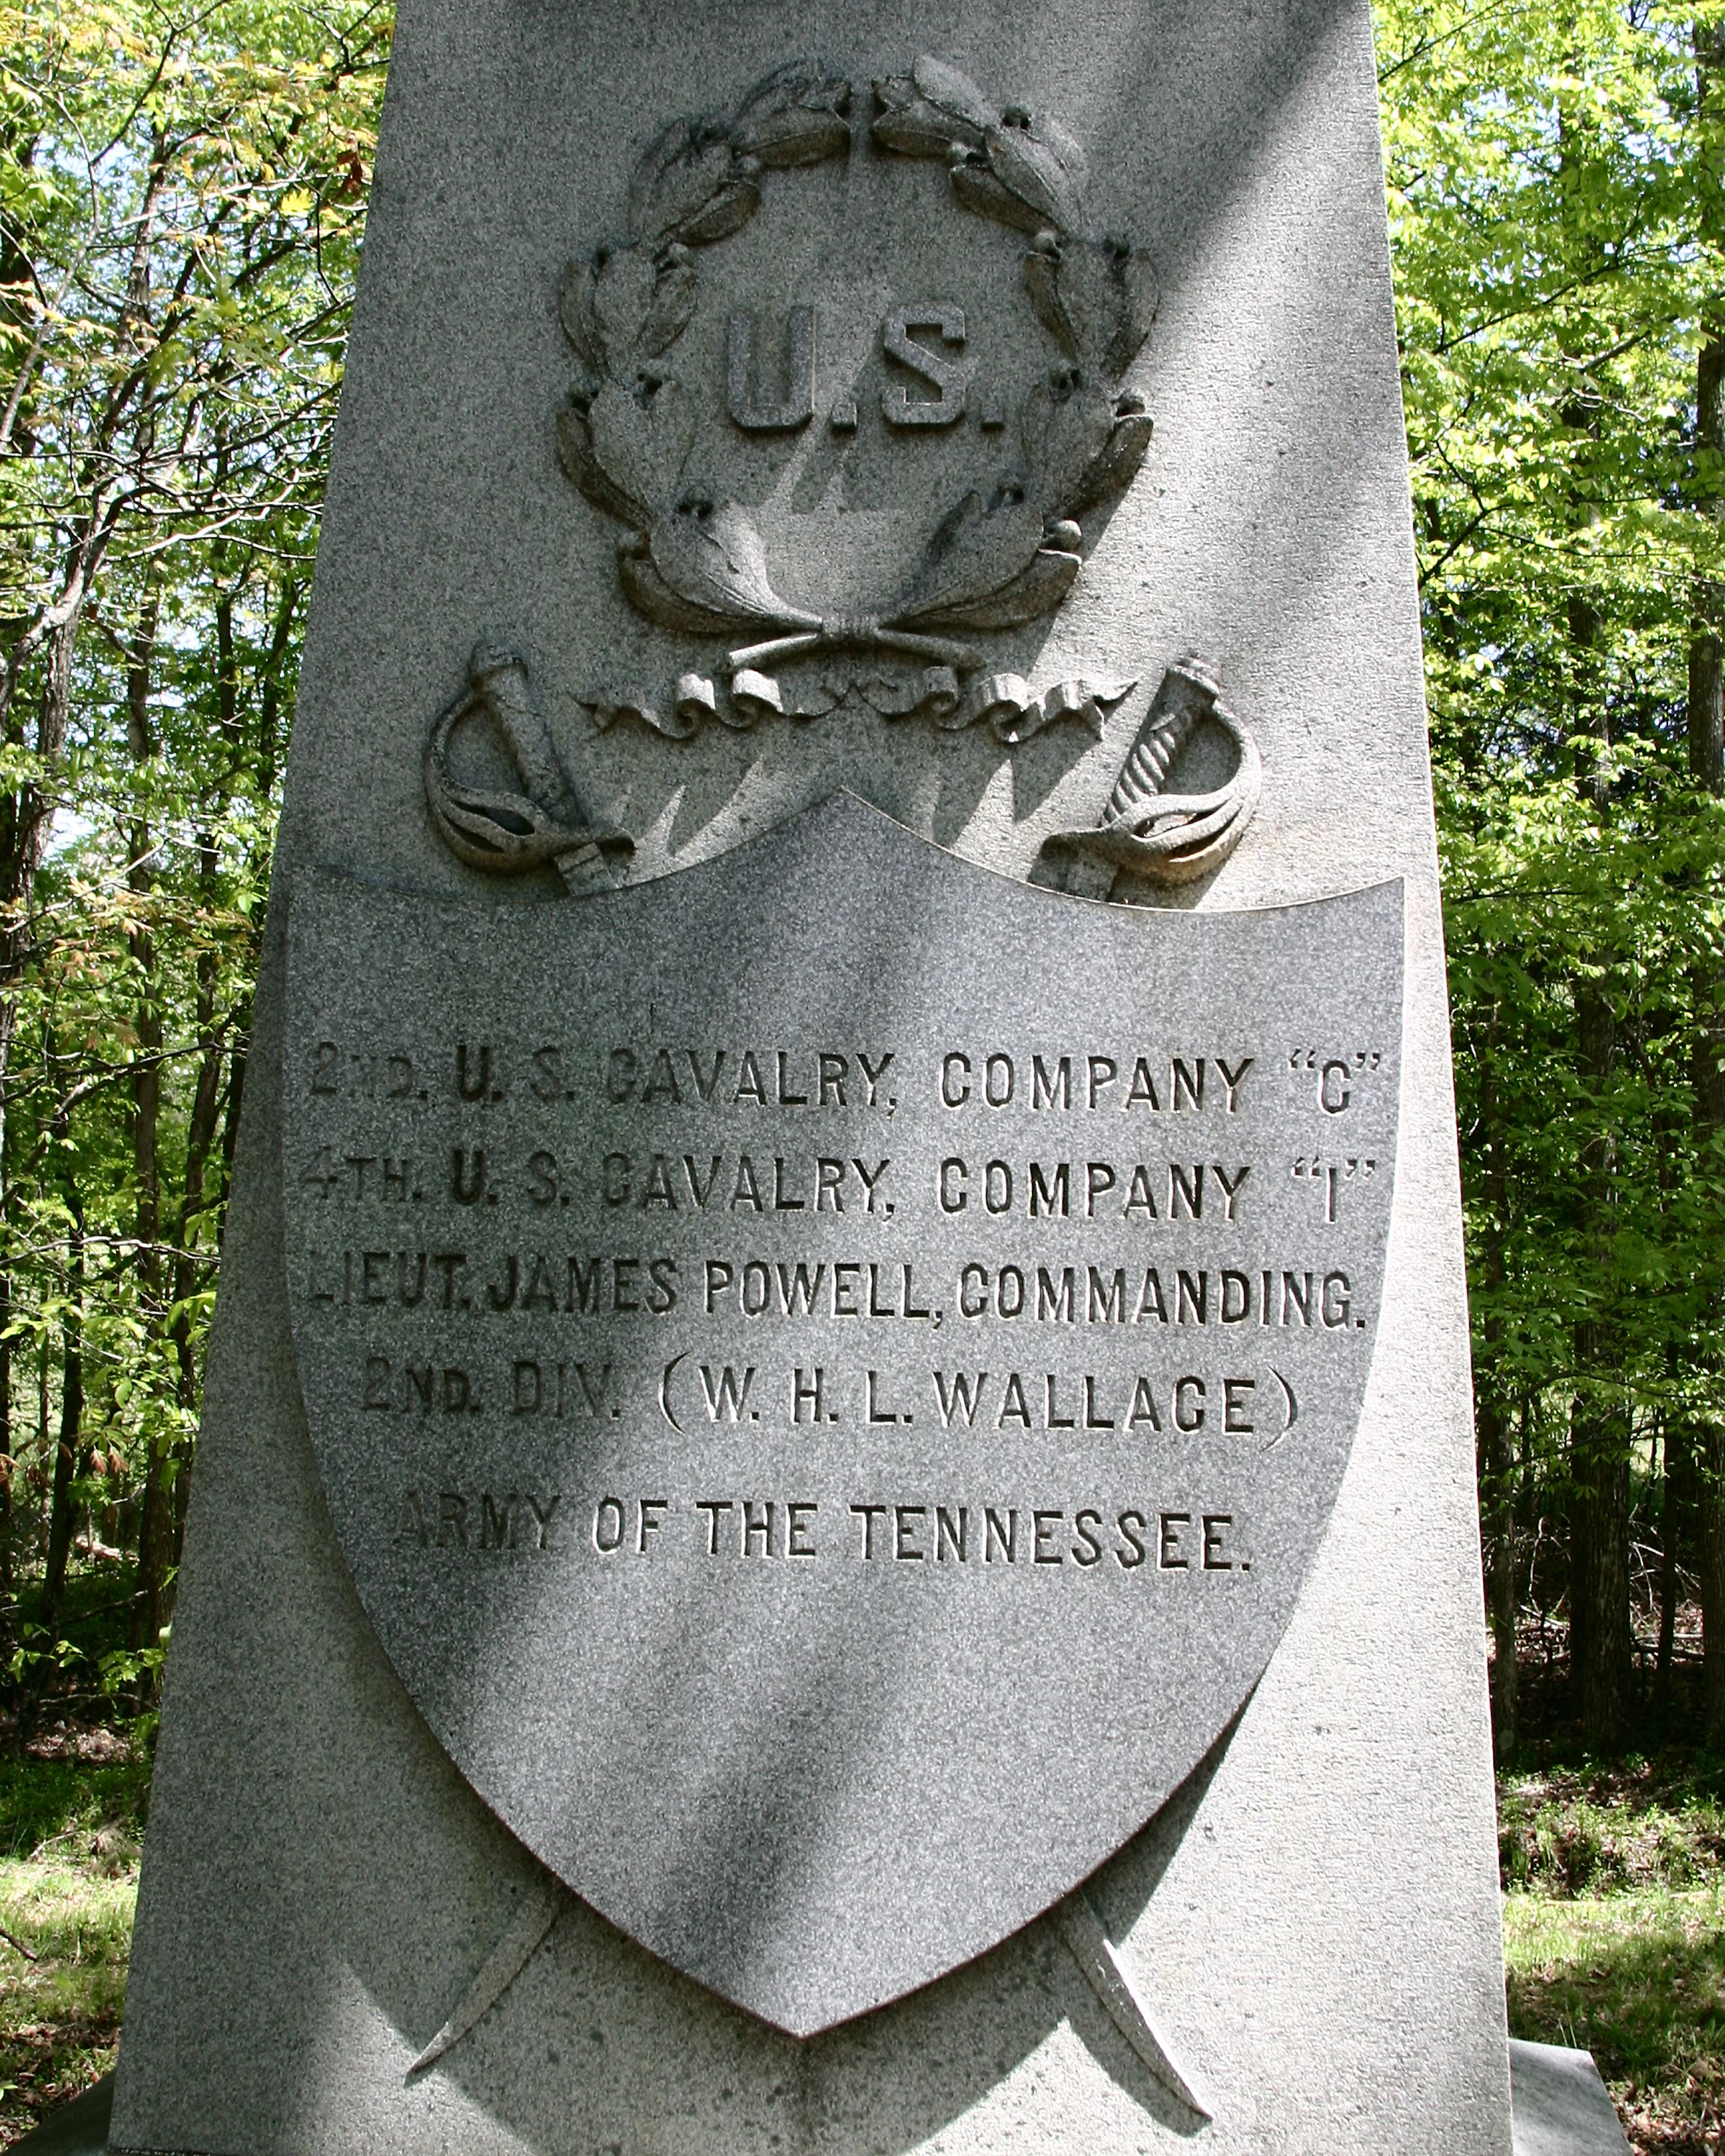 U.S.
2ND. U. S. CAVALRY, COMPANY "C"
4TH. U. S. CAVALRY, COMPANY "I"
LIEUT. JAMES POWELL, COMMANDING.
2ND. DIV. (W. H. L. WALLACE)
ARMY OF THE TENNESSEE.